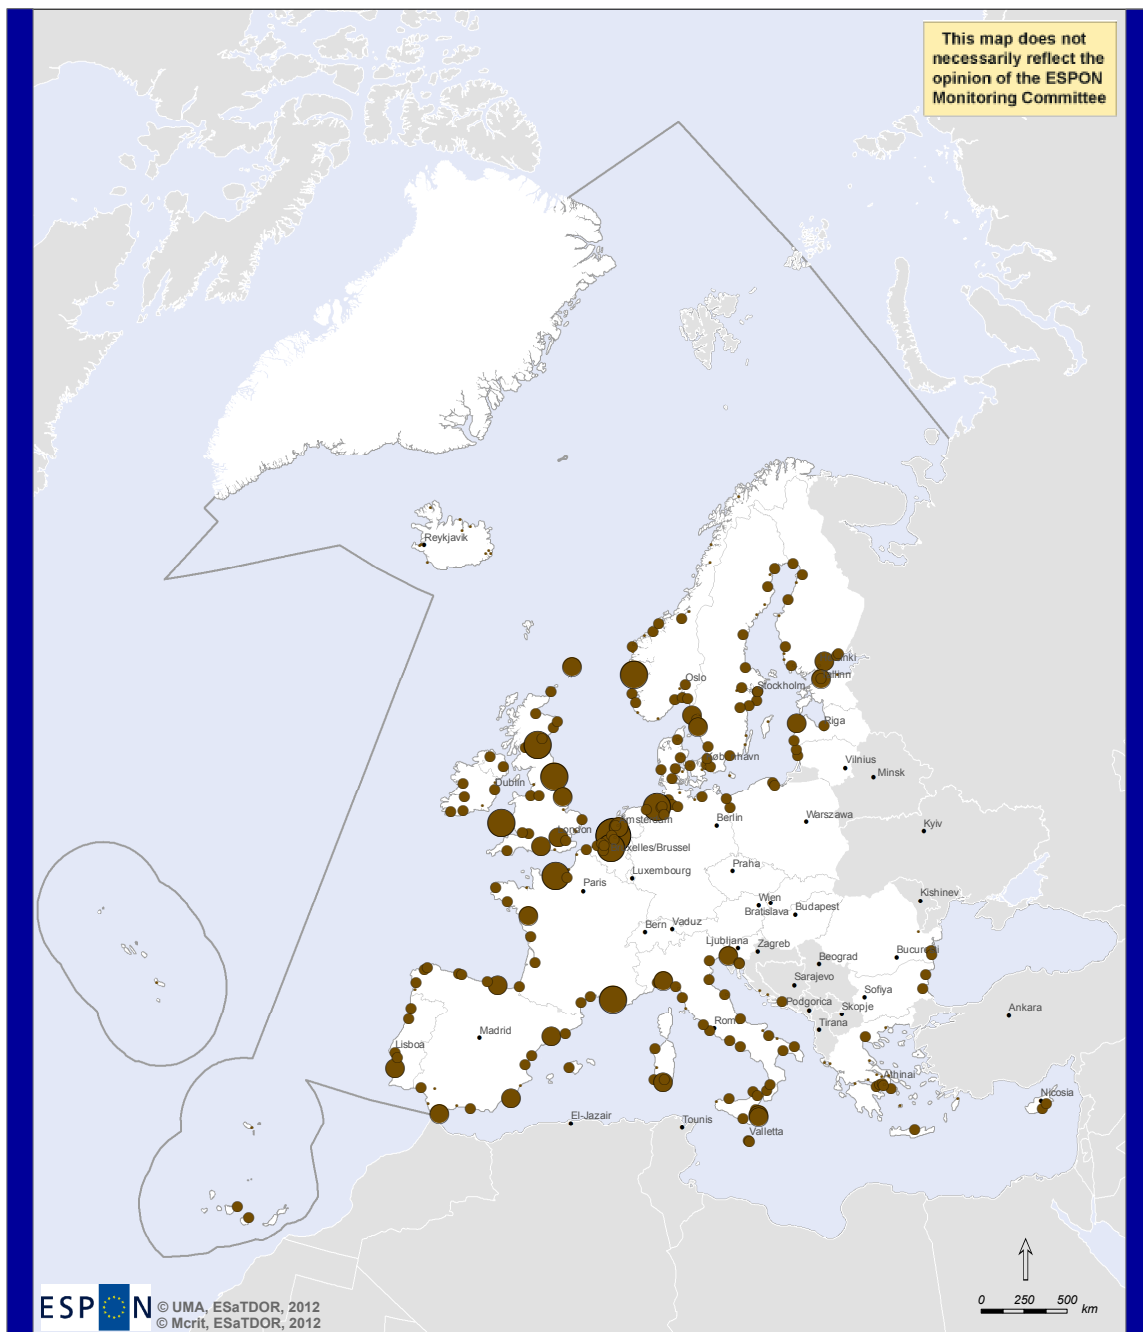 This map does not
necessarily reflect the
opinion of the ESPON
Monitoring Committee
Reykjavik
Oslo
Stockholm
Riga
Vilnius
Minsk
Dublin
London
Berlin
Warszawa
Kyiv
Bruxelles/Brussel
Luxembourg
Praha
Paris
Kishinev
Wien
Bratislava
Budapest
Bern
Vaduz
Ljubljana
Zagreb
Beograd
Sarajevo
Sofiya
Podgorica
Skopje
Tirana
Ankara
Madrid
Lisboa
Athinai
Nicosia
El-Jazair
Tounis
Valletta
ESPON
© UMA, ESaTDOR, 2012
© Mcrit, ESaTDOR, 2012
0 250 500
km